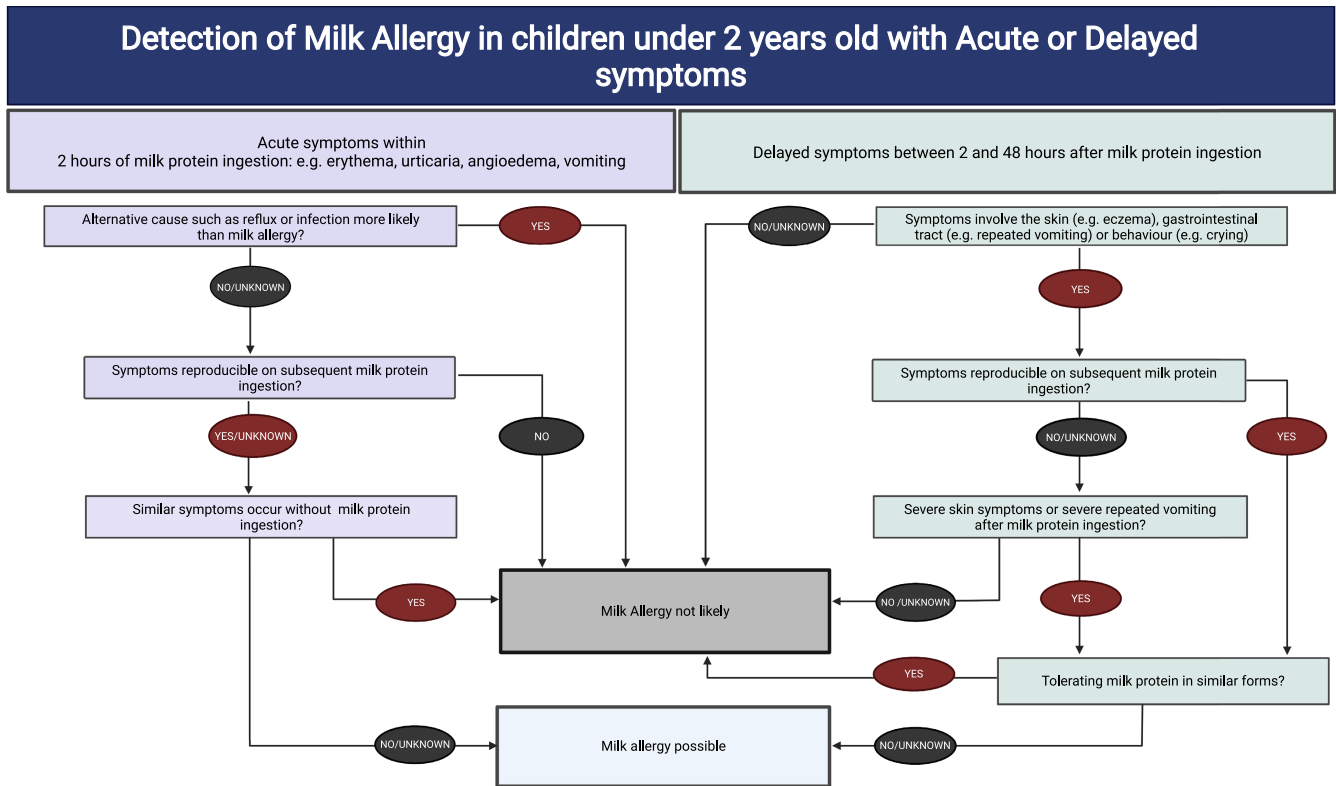 Detection of Milk Allergy in children under 2 years old with Acute or Delayed
symptoms
Acute symptoms within
2 hours of milk protein ingestion: e.g. erythema, urticaria, angioedema, vomiting
Delayed symptoms between 2 and 48 hours after milk protein ingestion
Alternative cause such as reflux or infection more likely
than milk allergy?
YES
NO/UNKNOWN
Symptoms involve the skin (e.g. eczema), gastrointestinal
tract (e.g. repeated vomiting) or behaviour (e.g. crying)
NO/UNKNOWN
YES
Symptoms reproducible on subsequent milk protein
ingestion?
Symptoms reproducible on subsequent milk protein
ingestion?
YES/UNKNOWN
NO
NO/UNKNOWN
YES
Similar symptoms occur without milk protein
ingestion?
Severe skin symptoms or severe repeated vomiting
after milk protein ingestion?
YES
Milk Allergy not likely
NO /UNKNOWN
YES
YES
Tolerating milk protein in similar forms?
NO/UNKNOWN
Milk allergy possible
NO/UNKNOWN